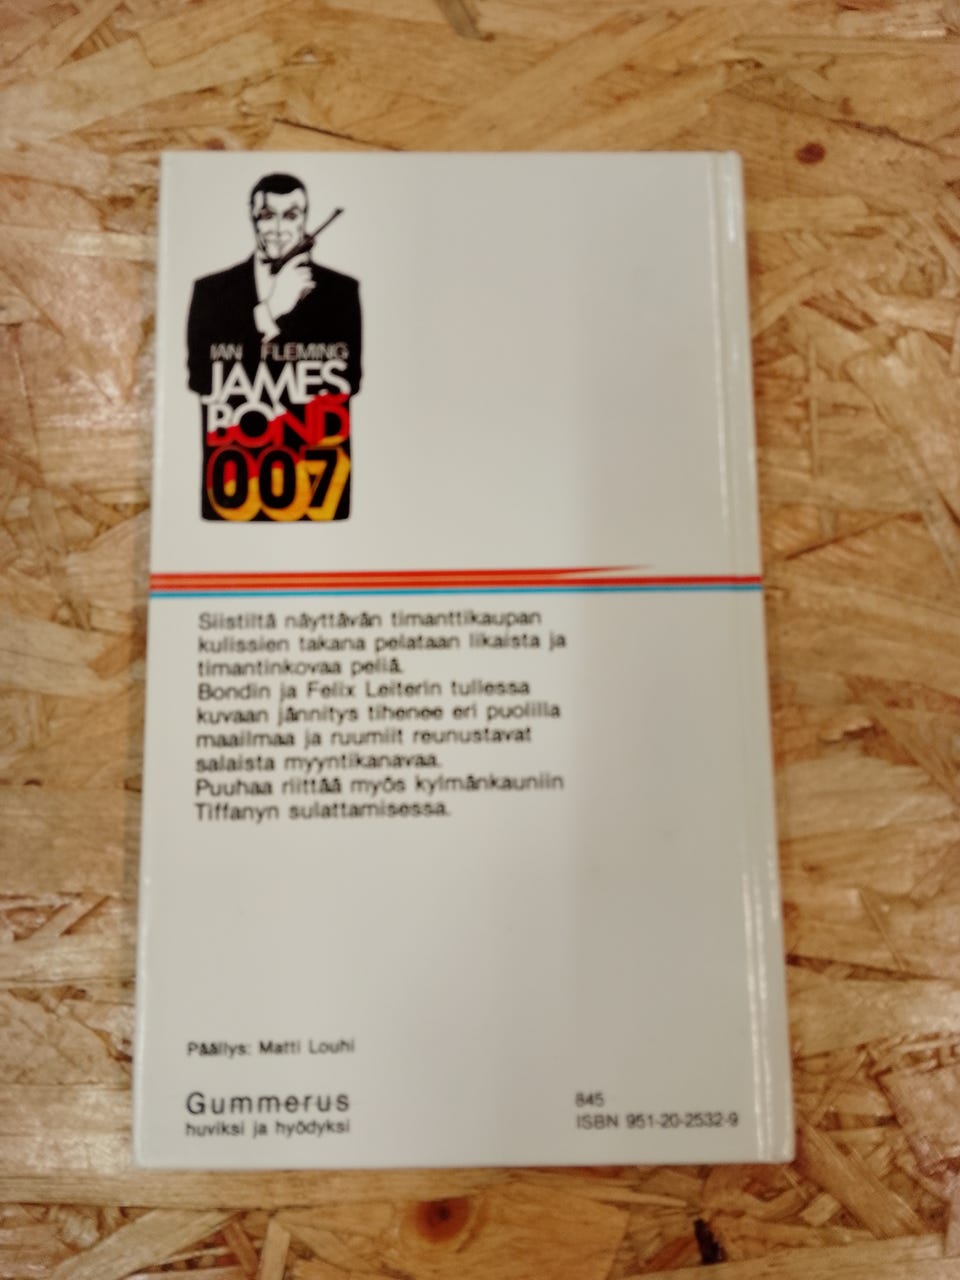 IAN FLEMING
JAMES
BOND
007
Siistiltä näyttävän timanttikaupan
kulissien takana pelataan likaista ja
timantinkovaa peliä.
Bondin ja Felix Leiterin tullessa
kuvaan jännitys tihenee eri puolilla
maailmaa ja ruumiit reunustavat
salaista myyntikanavaa.
Puuhaa riittää myös kylmänkauniin
Tiffanyn sulattamisessa.
Päällys: Matti Louhi
Gummerus
huviksi ja hyödyksi
845
ISBN 951-20-2532-9